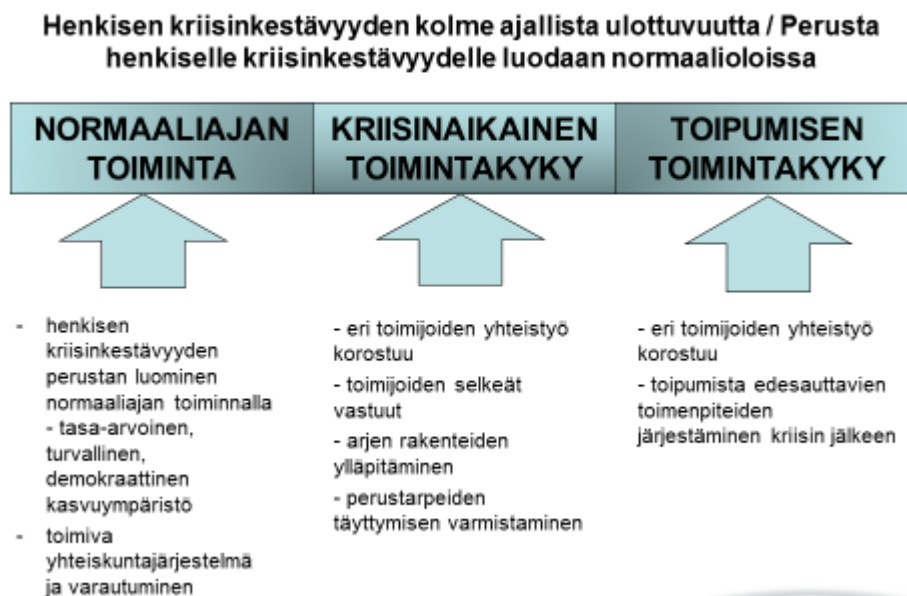 Henkisen kriisinkestävyyden kolme ajallista ulottuvuutta / Perusta
henkiselle kriisinkestävyydelle luodaan normaalioloissa
NORMAALIAJAN
TOIMINTA
KRIISINAIKAINEN
TOIMINTAKYKY
TOIPUMISEN
TOIMINTAKYKY
- henkisen
kriisinkestävyyden
perustan luominen
normaaliajan toiminnalla
- tasa-arvoinen,
turvallinen,
demokraattinen
kasvuympäristö
- toimiva
yhteiskuntajärjestelmä
ja varautuminen
- eri toimijoiden yhteistyö
korostuu
- toimijoiden selkeät
vastuut
- arjen rakenteiden
ylläpitäminen
- perustarpeiden
täyttymisen varmistaminen
- eri toimijoiden yhteistyö
korostuu
- toipumista edesauttavien
toimenpiteiden
järjestäminen kriisin jälkeen